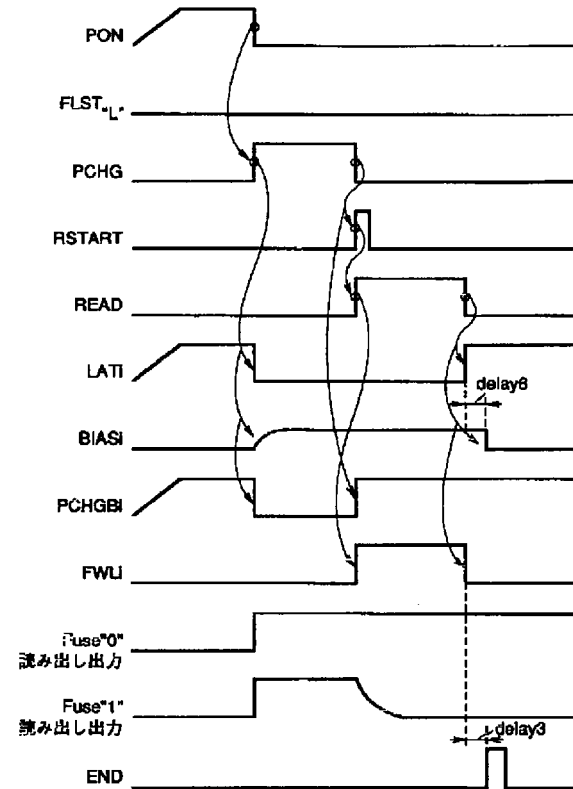 PON
FLST "L"
PCHG
RSTART
READ
LATi
delay6
BIASi
PCHGBi
FWLi
Fuse"0"
読み出し出力
Fuse"1"
読み出し出力
delay3
END